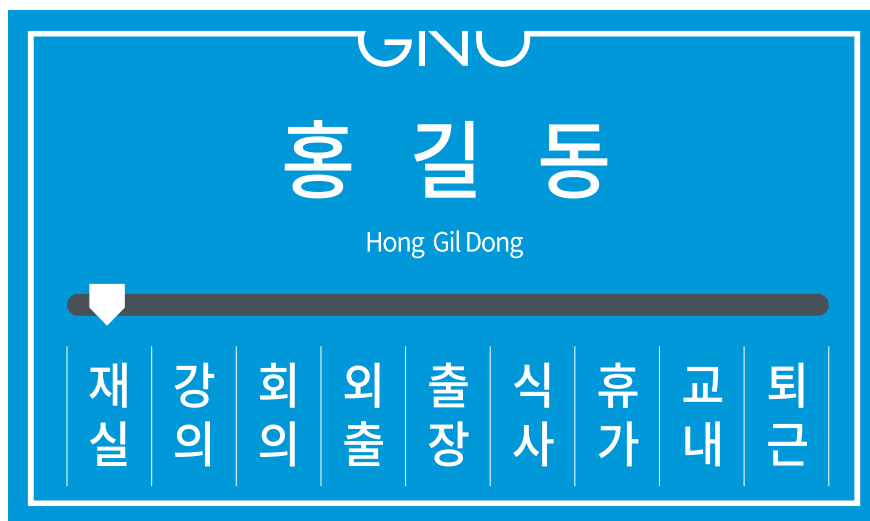 GNU
홍 길 동
Hong Gil Dong
재실 강의 회의 외출 출장 식사 휴가 교내 퇴근